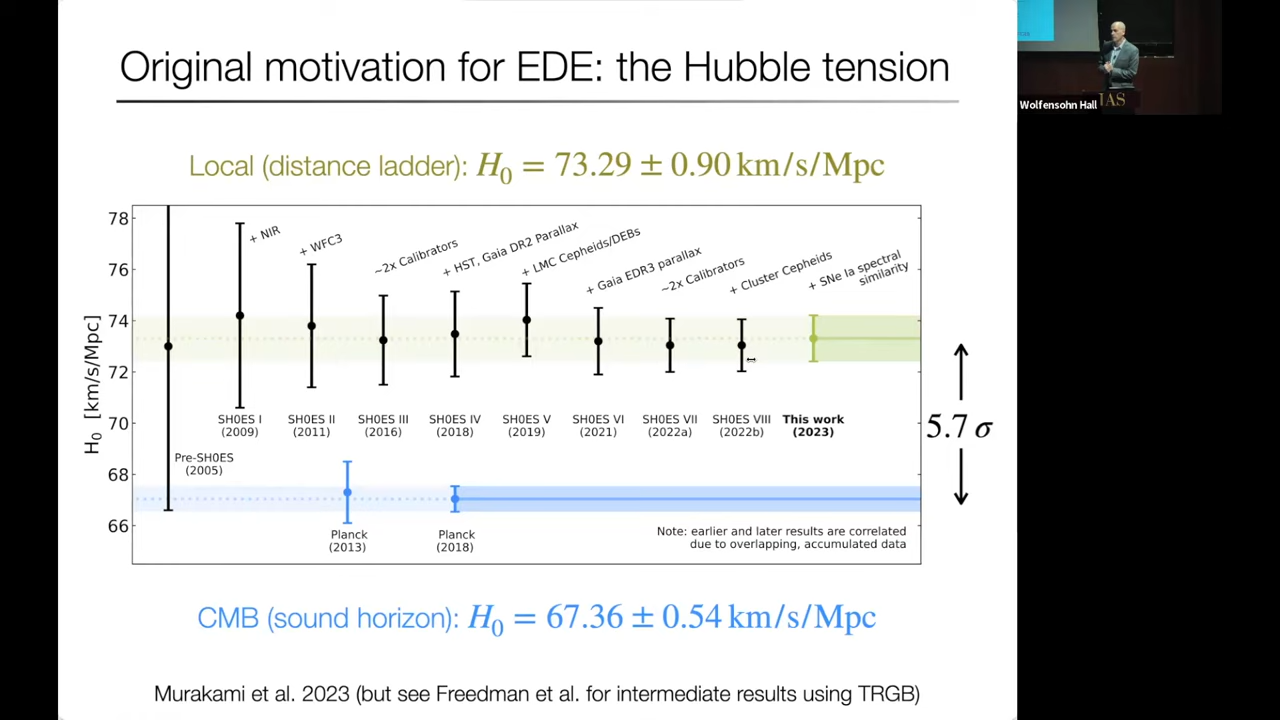 Original motivation for EDE: the Hubble tension
Wolfensohn Hall
IAS
Local (distance ladder): H₀ = 73.29 ± 0.90 km/s/Mpc
78
76
74
72
70
68
66
H₀ [km/s/Mpc]
+ NIR
+ WFC3
~2x Calibrators
+ HST, Gaia DR2 Parallax
+ LMC Cepheids/DEBs
+ Gaia EDR3 parallax
~2x Calibrators
+ Cluster Cepheids
+ SNe Ia spectral
similarity
Pre-SH0ES
(2005)
SH0ES I
(2009)
SH0ES II
(2011)
SH0ES III
(2016)
SH0ES IV
(2018)
SH0ES V
(2019)
SH0ES VI
(2021)
SH0ES VII
(2022a)
SH0ES VIII
(2022b)
This work
(2023)
5.7 σ
Planck
(2013)
Planck
(2018)
Note: earlier and later results are correlated
due to overlapping, accumulated data
CMB (sound horizon): H₀ = 67.36 ± 0.54 km/s/Mpc
Murakami et al. 2023 (but see Freedman et al. for intermediate results using TRGB)